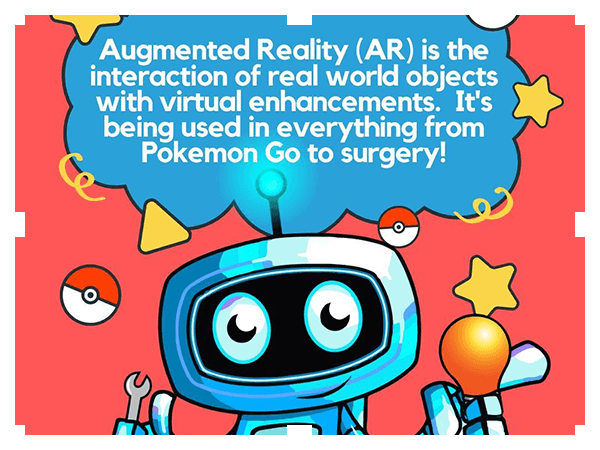 Augmented Reality (AR) is the
interaction of real world objects
with virtual enhancements.  It's
being used in everything from
Pokemon Go to surgery!